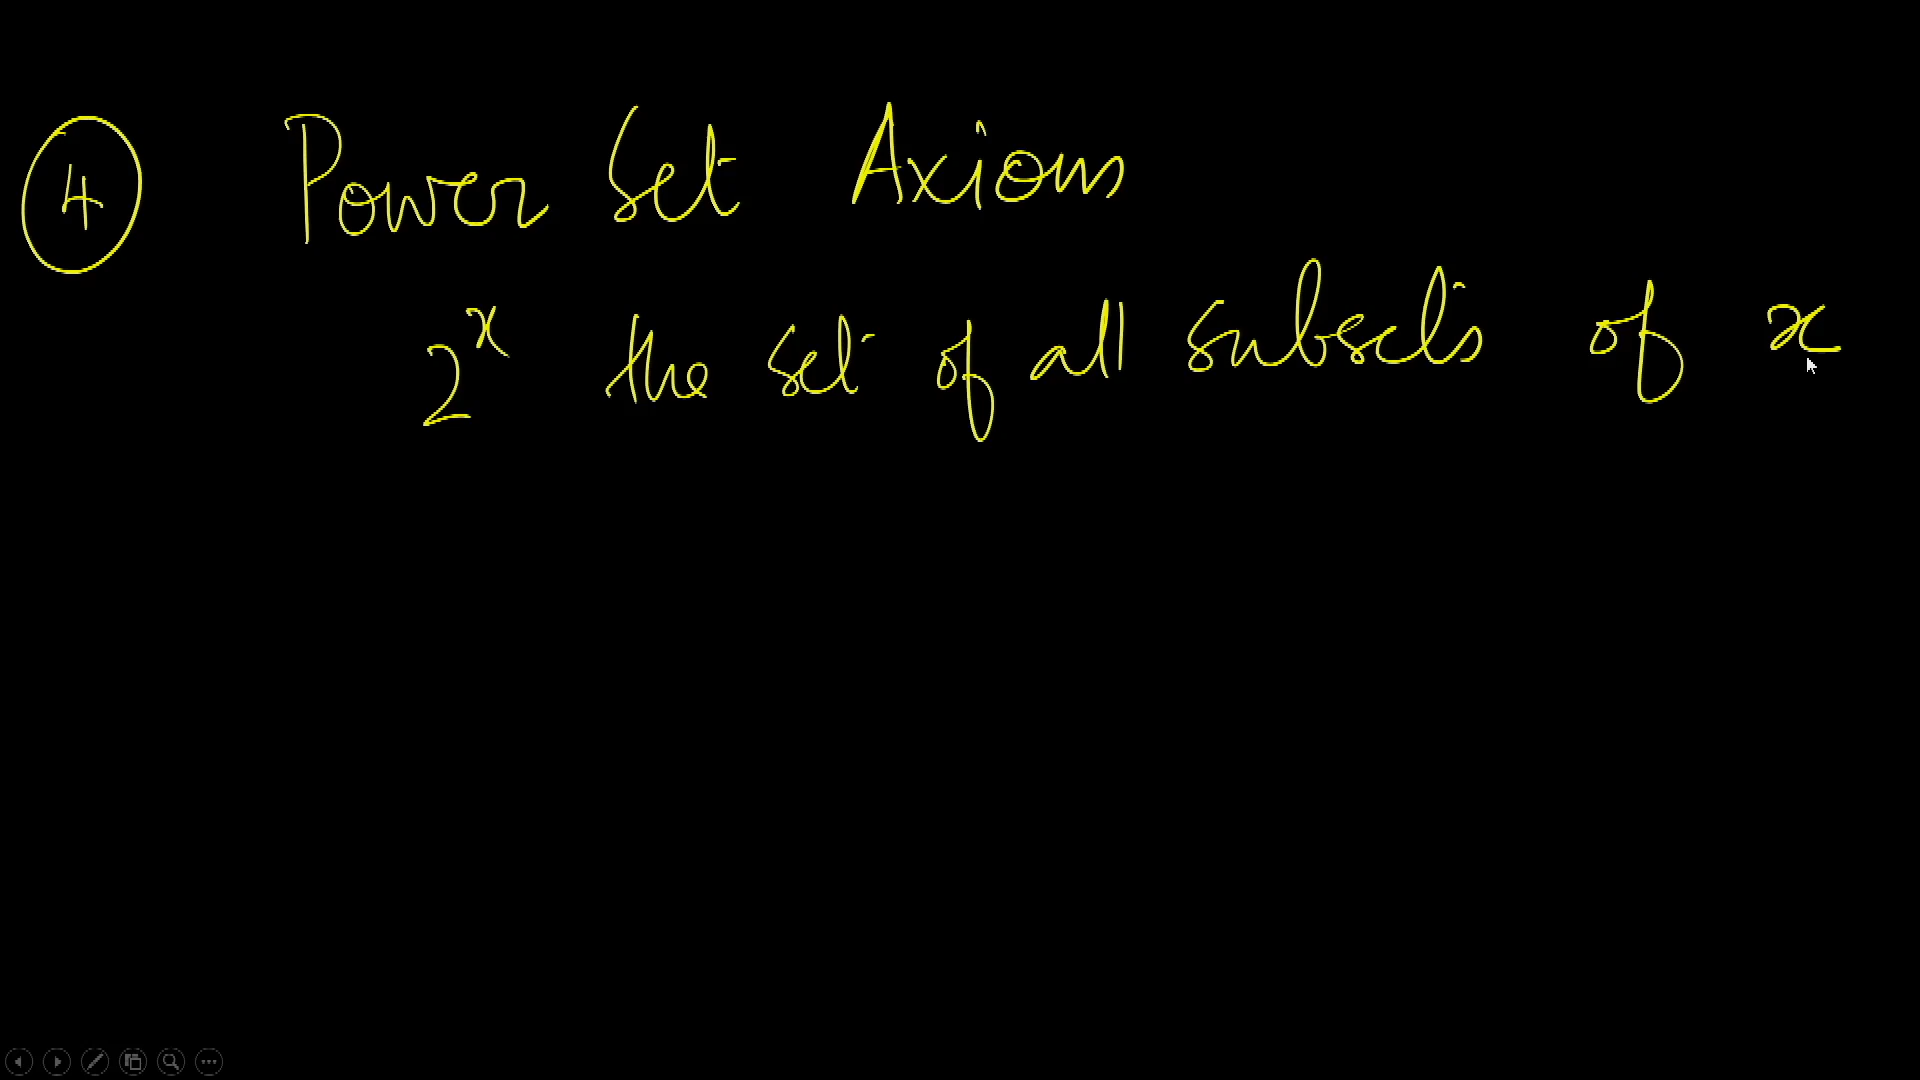 ④ Power Set Axiom
2^x the set of all subsets of x